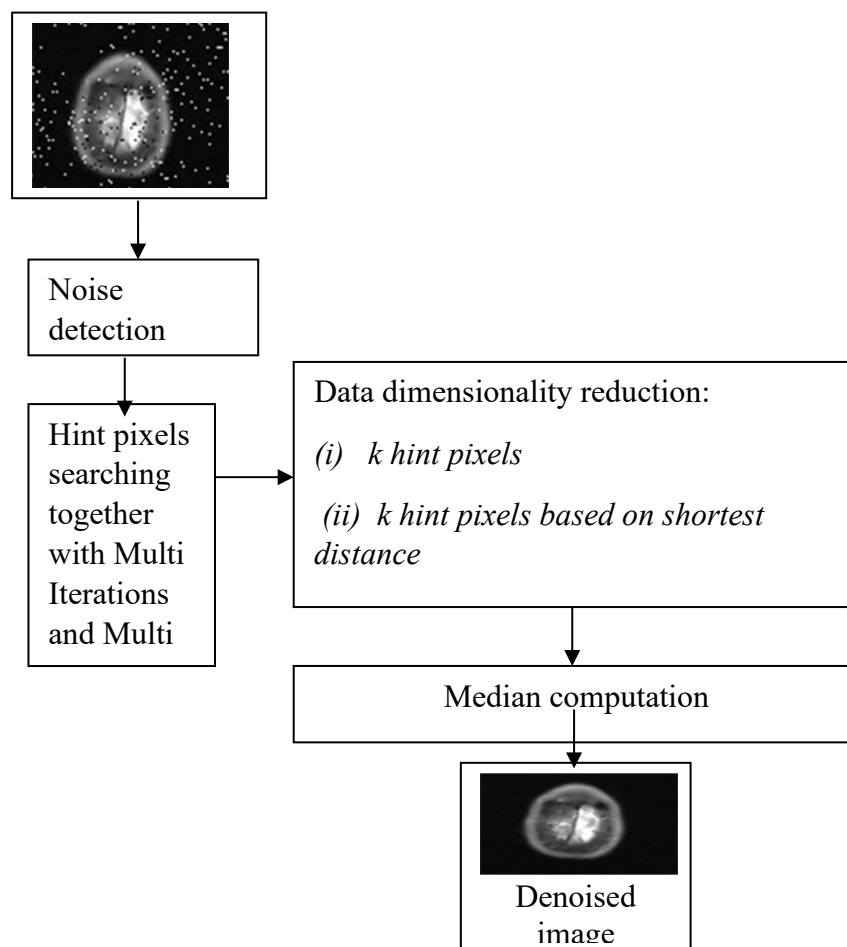 Noise
detection
Hint pixels
searching
together
with Multi
Iterations
and Multi
Data dimensionality reduction:
(i) k hint pixels
(ii) k hint pixels based on shortest
distance
Median computation
Denoised
image